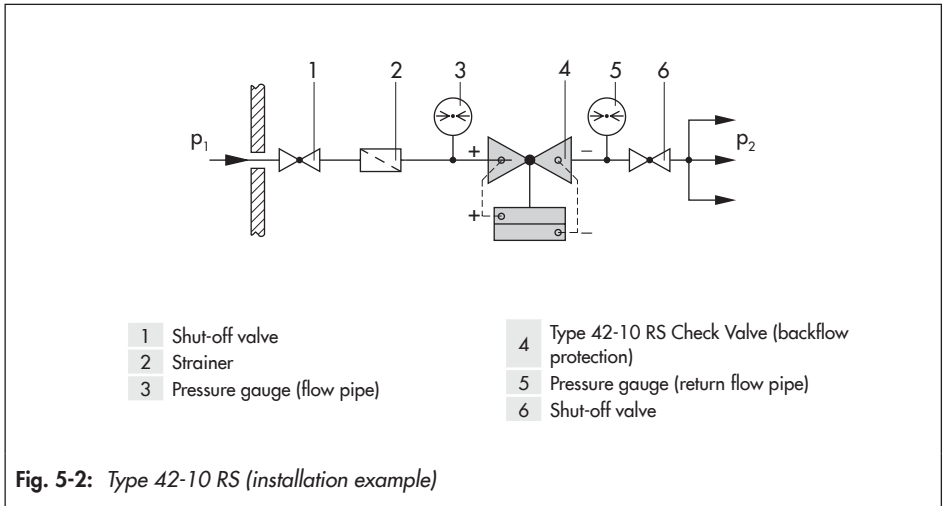 1 2 3 4 5 6
p1 + − p2
+ −
1 Shut-off valve
2 Strainer
3 Pressure gauge (flow pipe)
4 Type 42-10 RS Check Valve (backflow
protection)
5 Pressure gauge (return flow pipe)
6 Shut-off valve
Fig. 5-2: Type 42-10 RS (installation example)